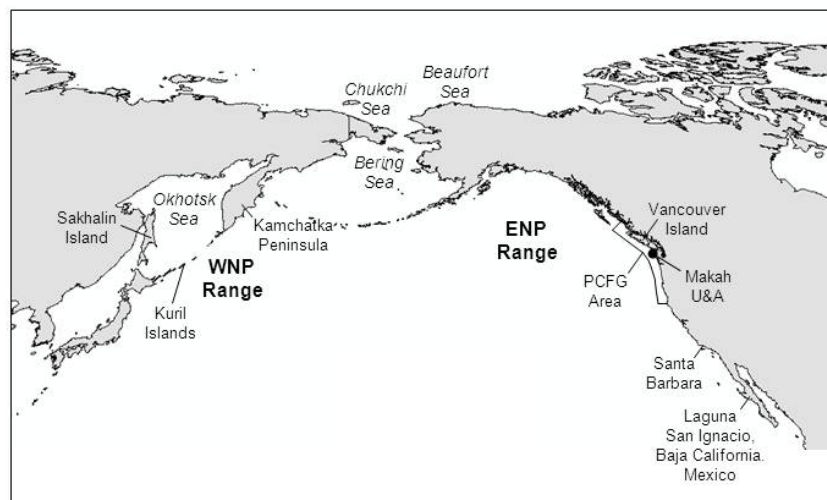 Beaufort
Sea
Chukchi
Sea
Bering
Sea
Okhotsk
Sea
Sakhalin
Island
Kamchatka
Peninsula
WNP
Range
Kuril
Islands
ENP
Range
Vancouver
Island
PCFG
Area
Makah
U&A
Santa
Barbara
Laguna
San Ignacio,
Baja California.
Mexico